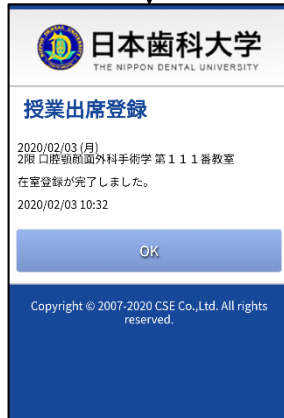 日本歯科大学
THE NIPPON DENTAL UNIVERSITY
授業出席登録
2020/02/03 (月)
2限 口腔顎顔面外科手術学 第１１１番教室
在室登録が完了しました。
2020/02/03 10:32
OK
Copyright © 2007-2020 CSE Co.,Ltd. All rights
reserved.